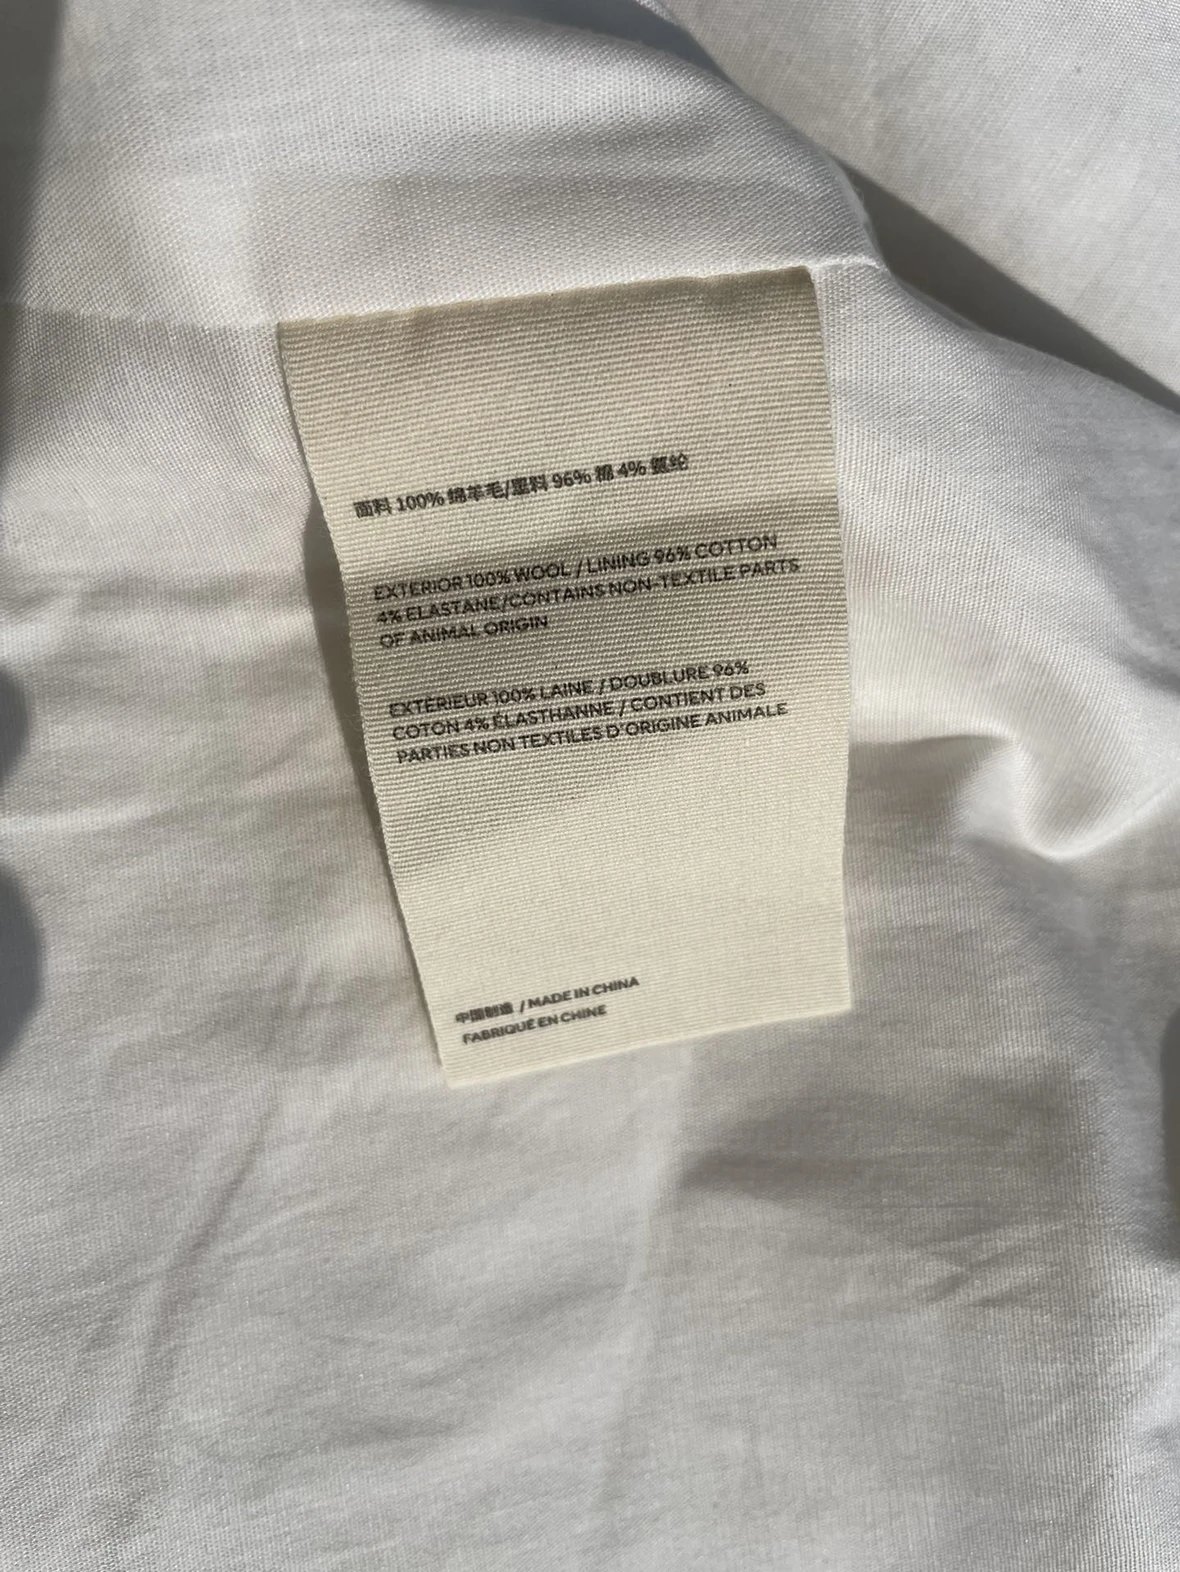 面料 100% 绵羊毛/里料 96% 棉 4% 氨纶
EXTERIOR 100% WOOL / LINING 96% COTTON
4% ELASTANE/CONTAINS NON-TEXTILE PARTS
OF ANIMAL ORIGIN
EXTÉRIEUR 100% LAINE / DOUBLURE 96%
COTON 4% ÉLASTHANNE / CONTIENT DES
PARTIES NON TEXTILES D'ORIGINE ANIMALE
中国制造 / MADE IN CHINA
FABRIQUÉ EN CHINE